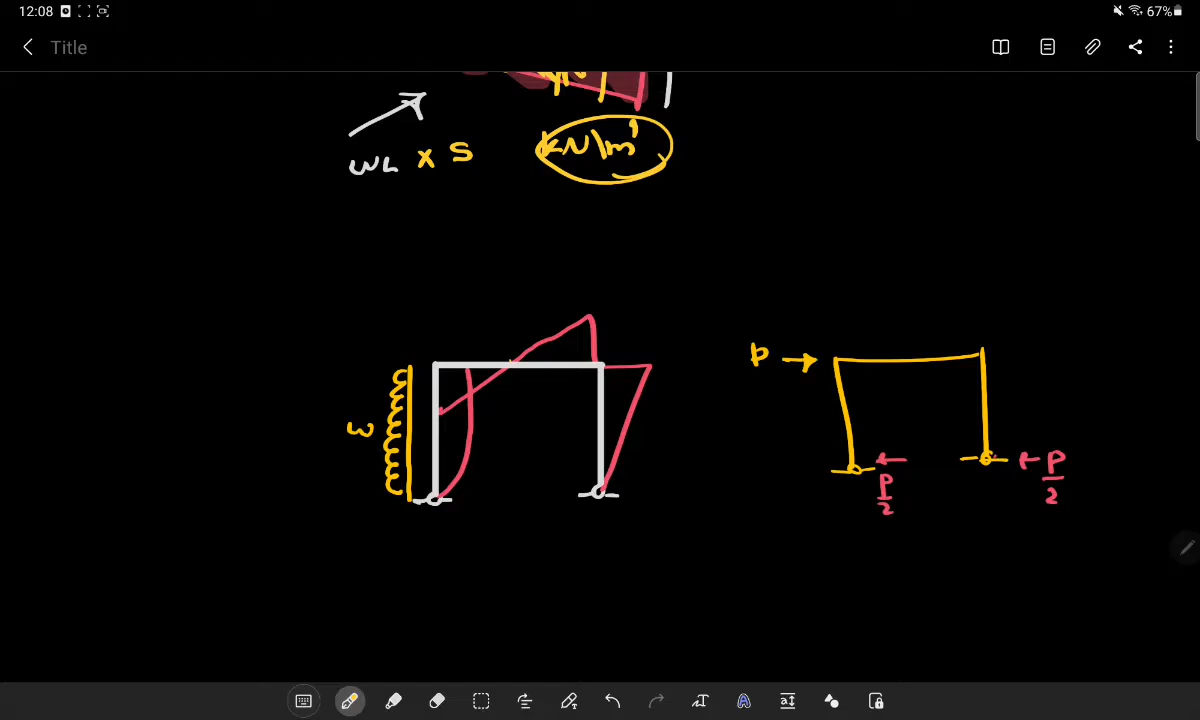 12:08
67%
Title
WL x S
kN/m'
ω
P
P/2
P/2